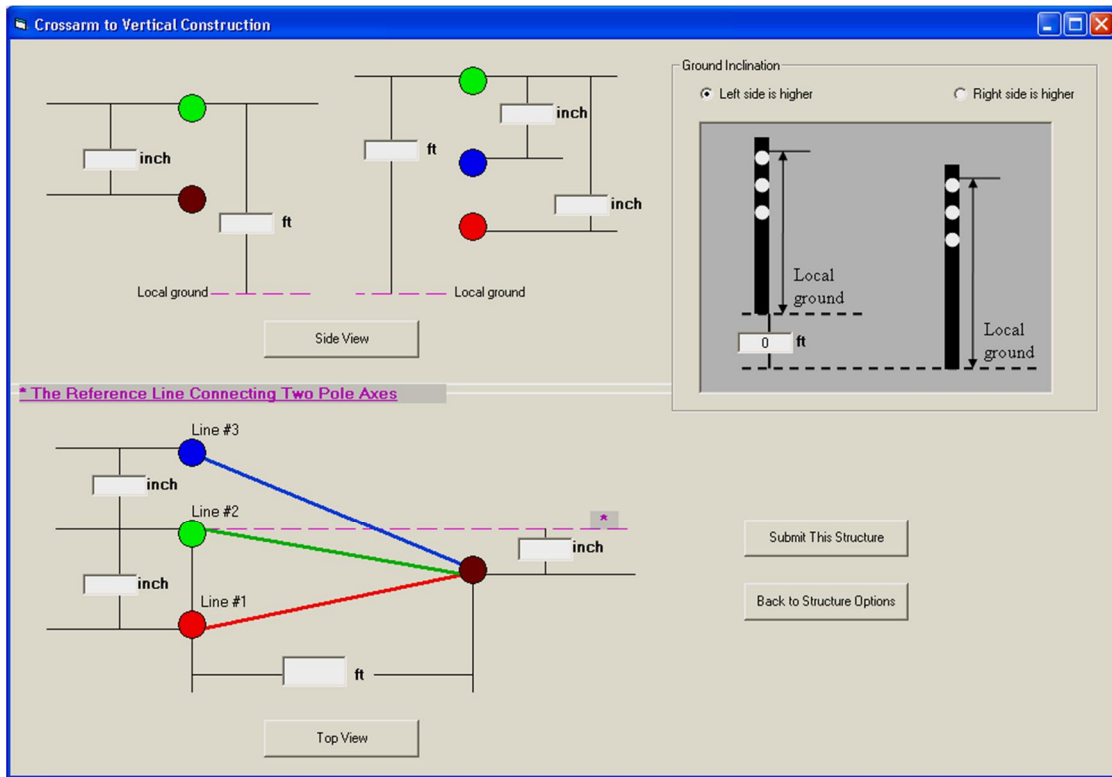 Crossarm to Vertical Construction
Ground Inclination
Left side is higher
Right side is higher
inch
ft
ft
inch
inch
Local ground
Local ground
Side View
Local
ground
Local
ground
0 ft
* The Reference Line Connecting Two Pole Axes
Line #3
inch
Line #2
*
inch
inch
Line #1
ft
Top View
Submit This Structure
Back to Structure Options